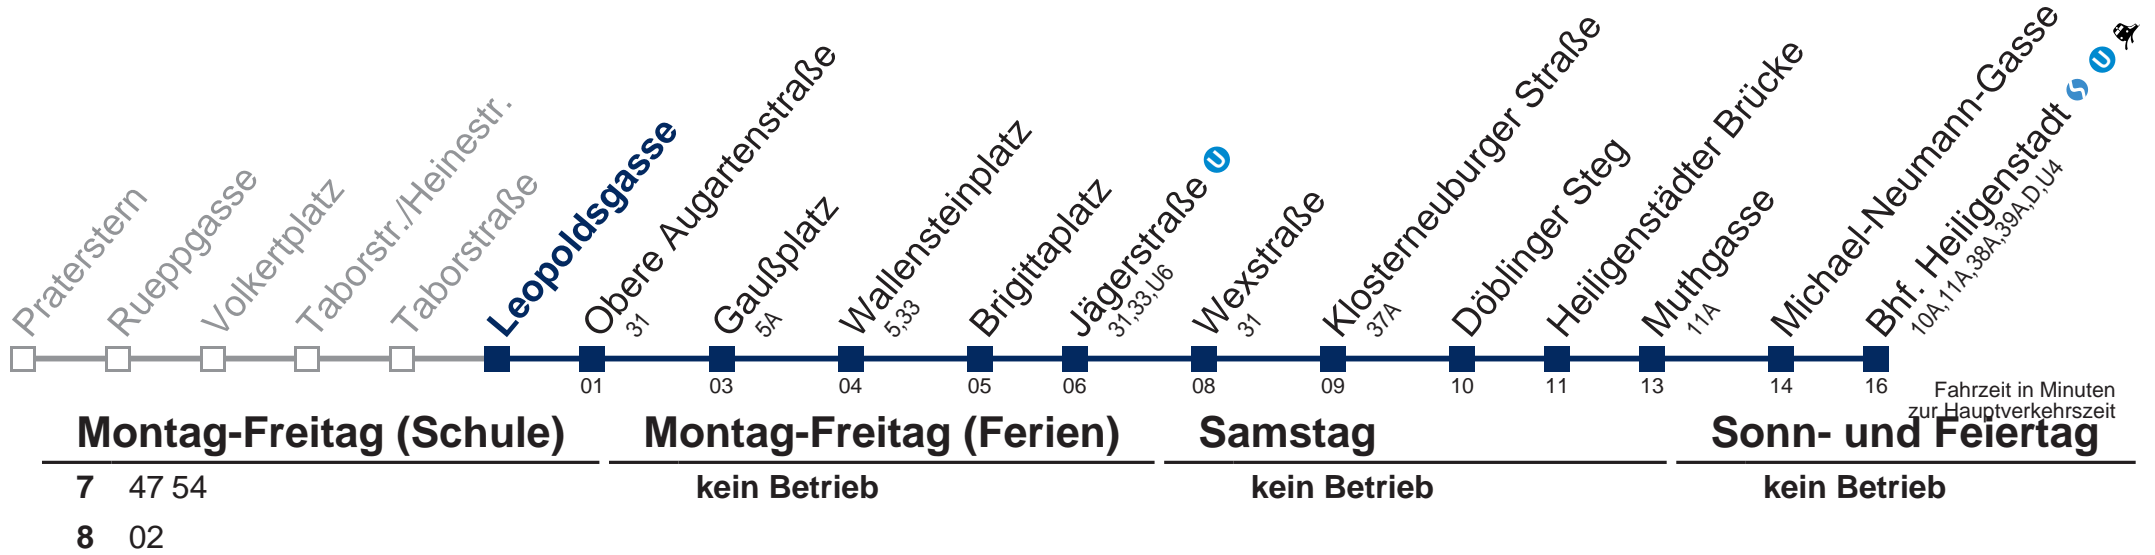 Praterstern
Rueppgasse
Volkertplatz
Taborstr./Heinestr.
Taborstraße
Leopoldsgasse
Obere Augartenstraße
31
Gaußplatz
5A
Wallensteinplatz
5,33
Brigittaplatz
Jägerstraße U
31,33,U6
Wexstraße
31
Klosterneuburger Straße
37A
Döblinger Steg
Heiligenstädter Brücke
Muthgasse
11A
Michael-Neumann-Gasse
Bhf. Heiligenstadt S U
10A,11A,38A,39A,D,U4
01 03 04 05 06 08 09 10 11 13 14 16
Fahrzeit in Minuten
zur Hauptverkehrszeit
Montag-Freitag (Schule) Montag-Freitag (Ferien) Samstag Sonn- und Feiertag
7 47 54 kein Betrieb kein Betrieb kein Betrieb
8 02